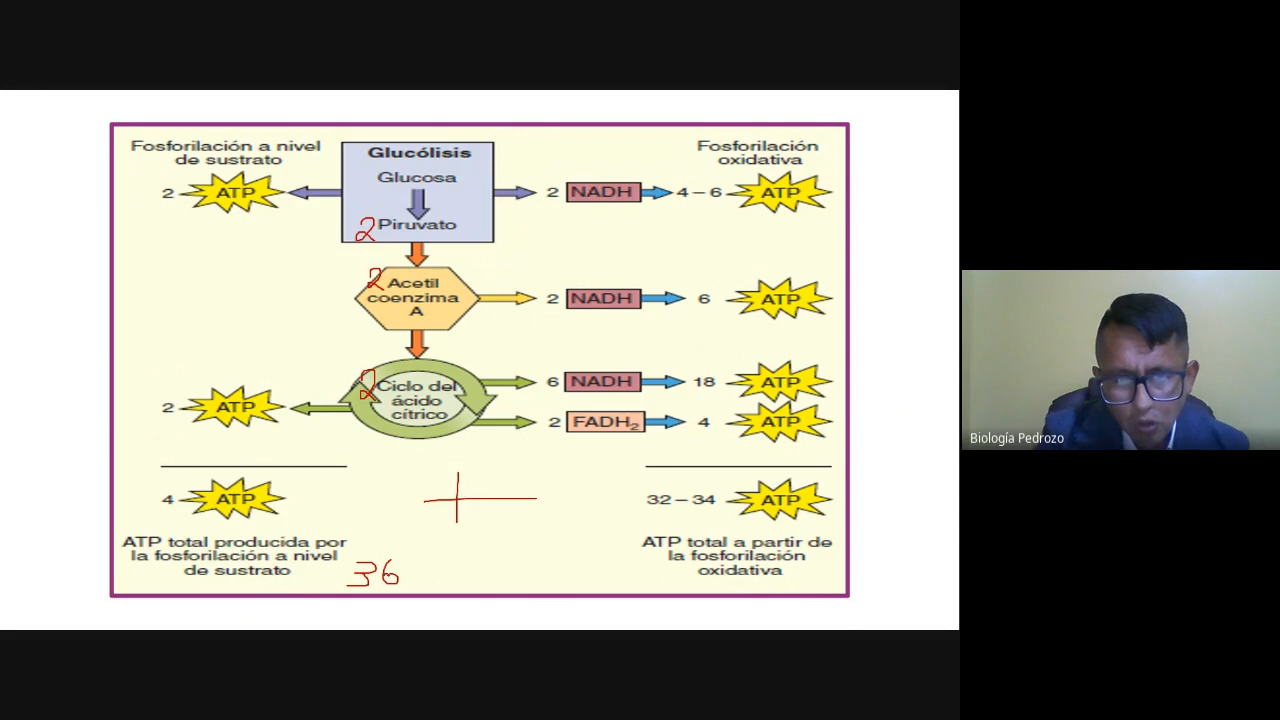 Fosforilación a nivel
de sustrato
2 ATP
Glucólisis
Glucosa
2 Piruvato
2 NADH 4 – 6 ATP
Fosforilación
oxidativa
2 Acetil
coenzima
A
2 NADH 6 ATP
2 Ciclo del
ácido
cítrico
2 ATP
6 NADH 18 ATP
2 FADH₂ 4 ATP
4 ATP
+
32 – 34 ATP
ATP total producida por
la fosforilación a nivel
de sustrato
36
ATP total a partir de
la fosforilación
oxidativa
Biología Pedrozo